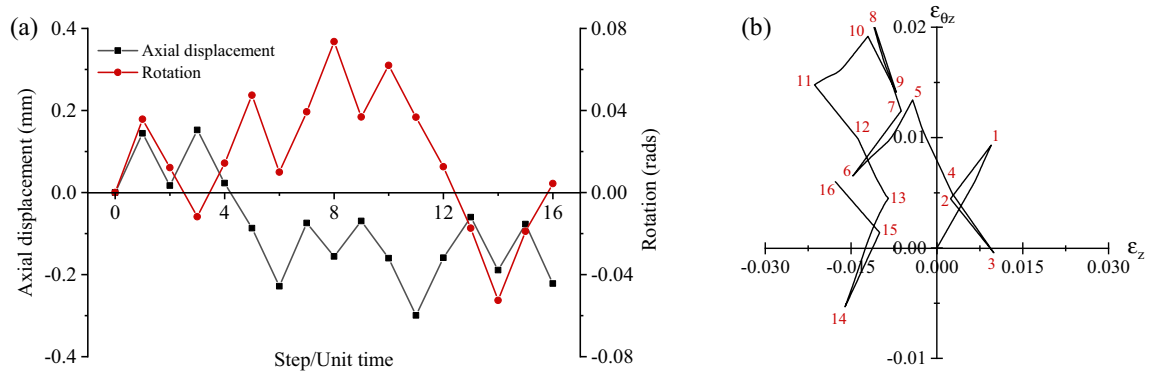 (a)
Axial displacement
Rotation
Axial displacement (mm)
0.4
0.2
0.0
-0.2
-0.4
0 4 8 12 16
Step/Unit time
0.08
0.04
0.00
-0.04
-0.08
Rotation (rads)
(b)
εθz
0.02
0.01
0.00
-0.01
-0.030 -0.015 0.000 0.015 0.030
εz
8
10
11
9
5
7
12
1
6
4
16
13
2
15
3
14